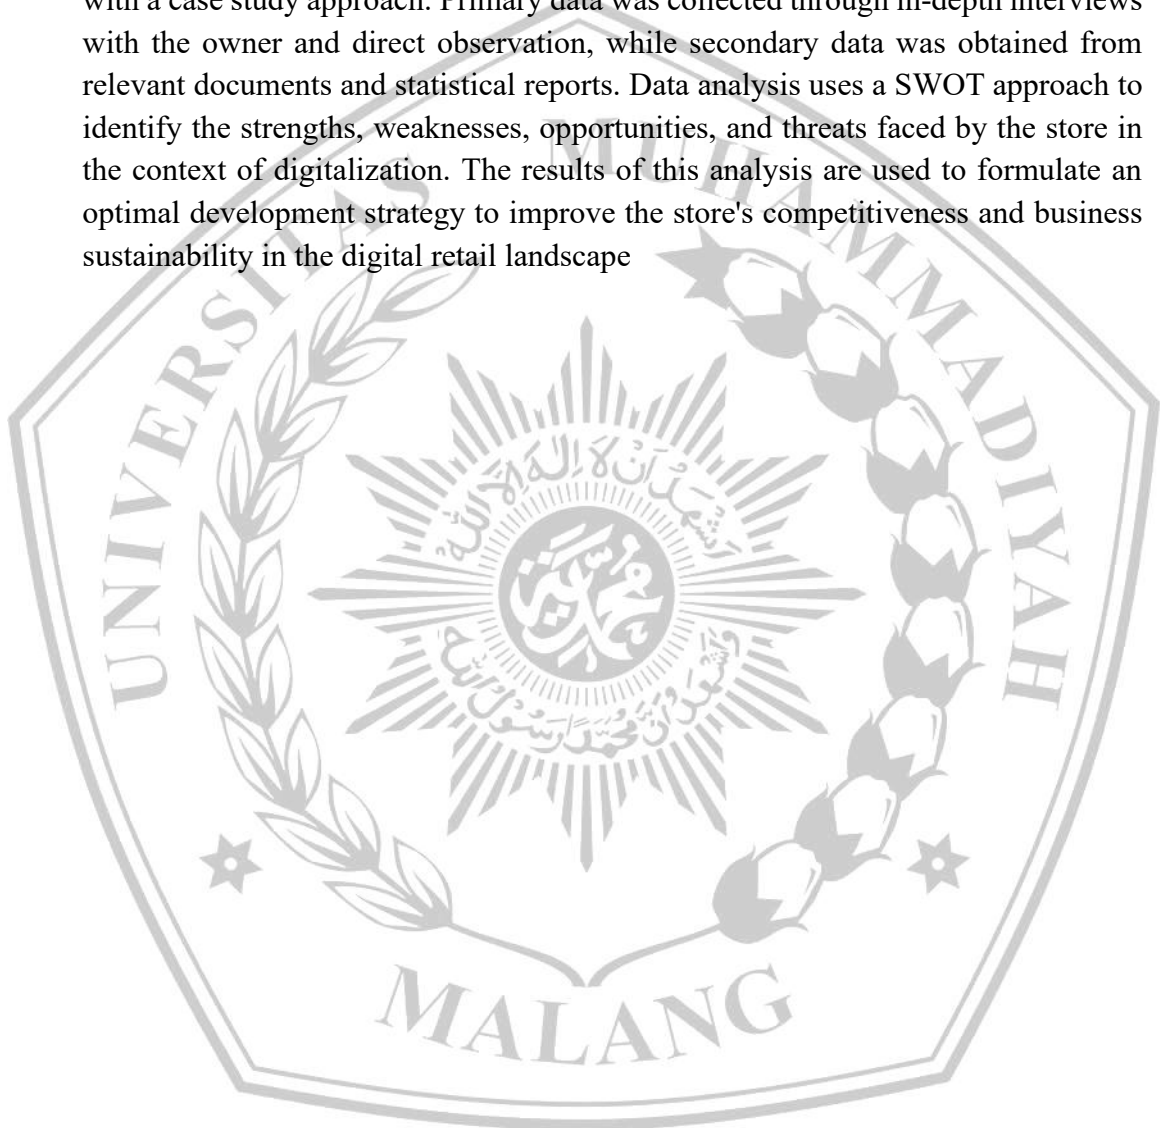 with a case study approach. Primary data was collected through in-depth interviews
with the owner and direct observation, while secondary data was obtained from
relevant documents and statistical reports. Data analysis uses a SWOT approach to
identify the strengths, weaknesses, opportunities, and threats faced by the store in
the context of digitalization. The results of this analysis are used to formulate an
optimal development strategy to improve the store's competitiveness and business
sustainability in the digital retail landscape
UNIVERSITAS MUHAMMADIYAH
MALANG